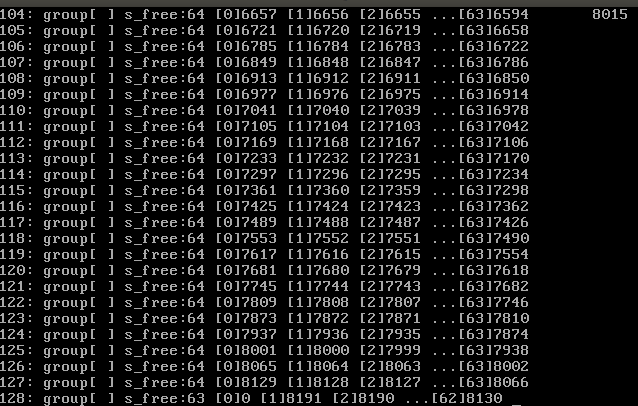 104: group[ ] s_free:64 [0]6657 [1]6656 [2]6655 ...[63]6594 8015
105: group[ ] s_free:64 [0]6721 [1]6720 [2]6719 ...[63]6658
106: group[ ] s_free:64 [0]6785 [1]6784 [2]6783 ...[63]6722
107: group[ ] s_free:64 [0]6849 [1]6848 [2]6847 ...[63]6786
108: group[ ] s_free:64 [0]6913 [1]6912 [2]6911 ...[63]6850
109: group[ ] s_free:64 [0]6977 [1]6976 [2]6975 ...[63]6914
110: group[ ] s_free:64 [0]7041 [1]7040 [2]7039 ...[63]6978
111: group[ ] s_free:64 [0]7105 [1]7104 [2]7103 ...[63]7042
112: group[ ] s_free:64 [0]7169 [1]7168 [2]7167 ...[63]7106
113: group[ ] s_free:64 [0]7233 [1]7232 [2]7231 ...[63]7170
114: group[ ] s_free:64 [0]7297 [1]7296 [2]7295 ...[63]7234
115: group[ ] s_free:64 [0]7361 [1]7360 [2]7359 ...[63]7298
116: group[ ] s_free:64 [0]7425 [1]7424 [2]7423 ...[63]7362
117: group[ ] s_free:64 [0]7489 [1]7488 [2]7487 ...[63]7426
118: group[ ] s_free:64 [0]7553 [1]7552 [2]7551 ...[63]7490
119: group[ ] s_free:64 [0]7617 [1]7616 [2]7615 ...[63]7554
120: group[ ] s_free:64 [0]7681 [1]7680 [2]7679 ...[63]7618
121: group[ ] s_free:64 [0]7745 [1]7744 [2]7743 ...[63]7682
122: group[ ] s_free:64 [0]7809 [1]7808 [2]7807 ...[63]7746
123: group[ ] s_free:64 [0]7873 [1]7872 [2]7871 ...[63]7810
124: group[ ] s_free:64 [0]7937 [1]7936 [2]7935 ...[63]7874
125: group[ ] s_free:64 [0]8001 [1]8000 [2]7999 ...[63]7938
126: group[ ] s_free:64 [0]8065 [1]8064 [2]8063 ...[63]8002
127: group[ ] s_free:64 [0]8129 [1]8128 [2]8127 ...[63]8066
128: group[ ] s_free:63 [0]0 [1]8191 [2]8190 ...[62]8130 _